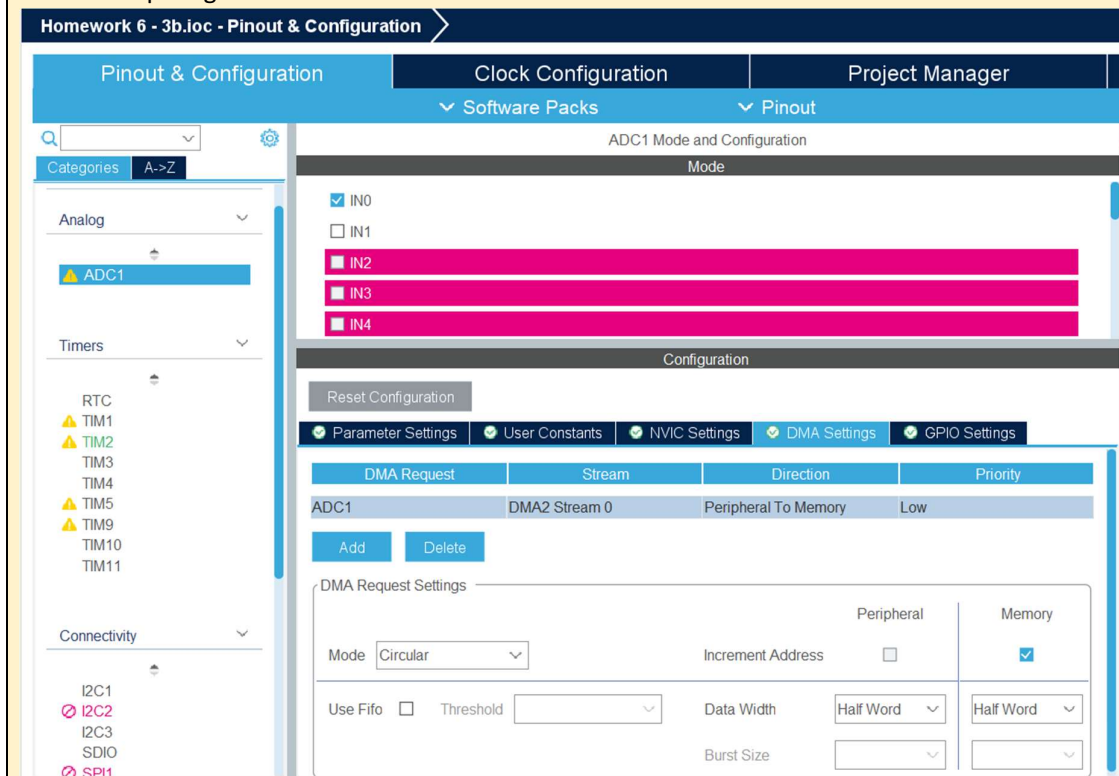 Homework 6 - 3b.ioc - Pinout & Configuration
Pinout & Configuration Clock Configuration Project Manager
Software Packs Pinout
Categories A->Z
Analog
ADC1
Timers
RTC
TIM1
TIM2
TIM3
TIM4
TIM5
TIM9
TIM10
TIM11
Connectivity
I2C1
I2C2
I2C3
SDIO
SPI1
ADC1 Mode and Configuration
Mode
IN0
IN1
IN2
IN3
IN4
Configuration
Reset Configuration
Parameter Settings User Constants NVIC Settings DMA Settings GPIO Settings
DMA Request Stream Direction Priority
ADC1 DMA2 Stream 0 Peripheral To Memory Low
Add Delete
DMA Request Settings
Peripheral Memory
Mode Circular Increment Address
Use Fifo Threshold Data Width Half Word Half Word
Burst Size